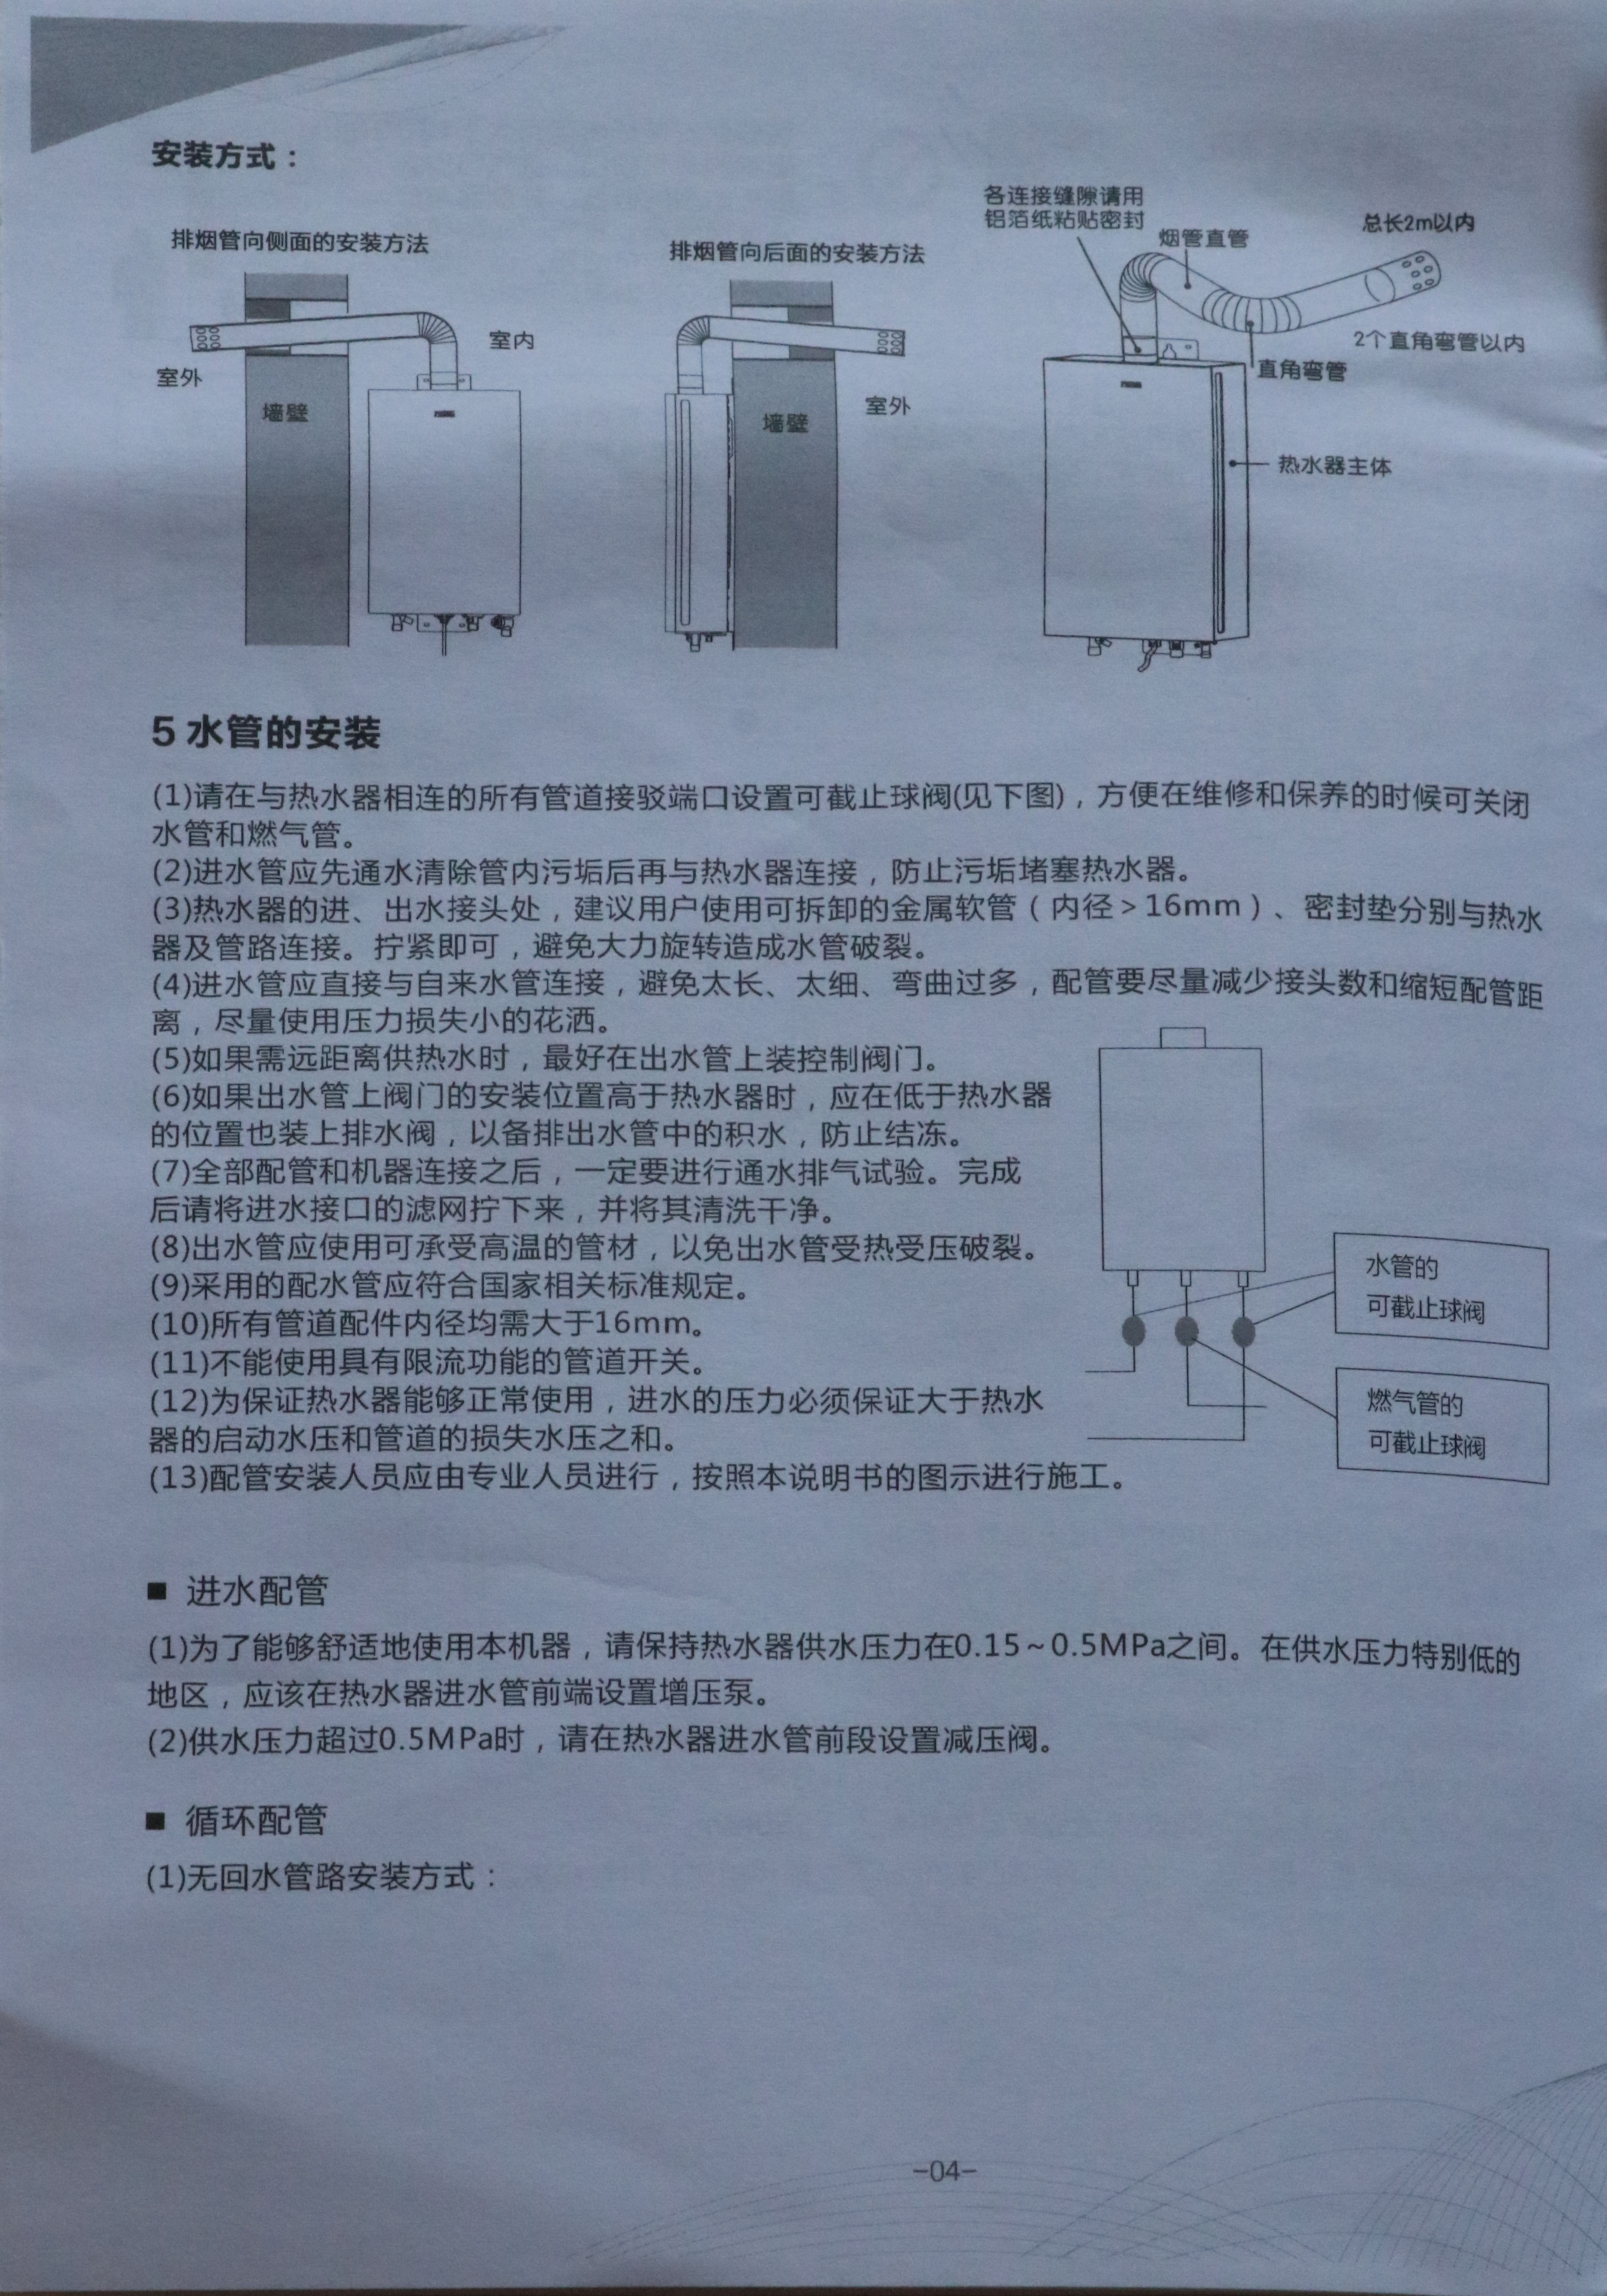 安装方式：
排烟管向侧面的安装方法
室外
墙壁
室内
排烟管向后面的安装方法
墙壁
室外
各连接缝隙请用
铝箔纸粘贴密封
烟管直管
总长2m以内
2个直角弯管以内
直角弯管
热水器主体
5 水管的安装
(1)请在与热水器相连的所有管道接驳端口设置可截止球阀(见下图)，方便在维修和保养的时候可关闭
水管和燃气管。
(2)进水管应先通水清除管内污垢后再与热水器连接，防止污垢堵塞热水器。
(3)热水器的进、出水接头处，建议用户使用可拆卸的金属软管（内径＞16mm）、密封垫分别与热水
器及管路连接。拧紧即可，避免大力旋转造成水管破裂。
(4)进水管应直接与自来水管连接，避免太长、太细、弯曲过多，配管要尽量减少接头数和缩短配管距
离，尽量使用压力损失小的花洒。
(5)如果需远距离供热水时，最好在出水管上装控制阀门。
(6)如果出水管上阀门的安装位置高于热水器时，应在低于热水器
的位置也装上排水阀，以备排出水管中的积水，防止结冻。
(7)全部配管和机器连接之后，一定要进行通水排气试验。完成
后请将进水接口的滤网拧下来，并将其清洗干净。
(8)出水管应使用可承受高温的管材，以免出水管受热受压破裂。
(9)采用的配水管应符合国家相关标准规定。
(10)所有管道配件内径均需大于16mm。
(11)不能使用具有限流功能的管道开关。
(12)为保证热水器能够正常使用，进水的压力必须保证大于热水
器的启动水压和管道的损失水压之和。
(13)配管安装人员应由专业人员进行，按照本说明书的图示进行施工。
水管的
可截止球阀
燃气管的
可截止球阀
■ 进水配管
(1)为了能够舒适地使用本机器，请保持热水器供水压力在0.15～0.5MPa之间。在供水压力特别低的
地区，应该在热水器进水管前端设置增压泵。
(2)供水压力超过0.5MPa时，请在热水器进水管前段设置减压阀。
■ 循环配管
(1)无回水管路安装方式：
-04-